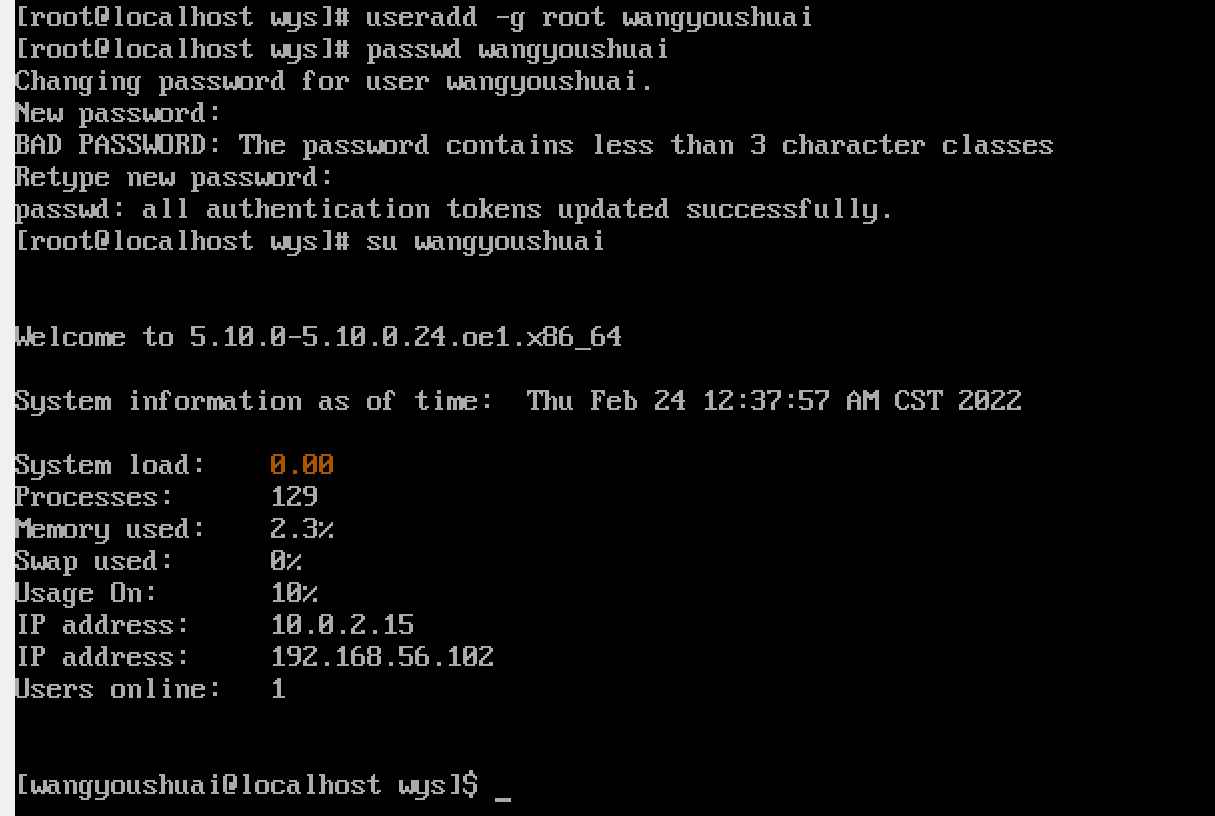 [root@localhost wys]# useradd -g root wangyoushuai
[root@localhost wys]# passwd wangyoushuai
Changing password for user wangyoushuai.
New password:
BAD PASSWORD: The password contains less than 3 character classes
Retype new password:
passwd: all authentication tokens updated successfully.
[root@localhost wys]# su wangyoushuai
Welcome to 5.10.0-5.10.0.24.oe1.x86_64
System information as of time:  Thu Feb 24 12:37:57 AM CST 2022
System load:    0.00
Processes:      129
Memory used:    2.3%
Swap used:      0%
Usage On:       10%
IP address:     10.0.2.15
IP address:     192.168.56.102
Users online:   1
[wangyoushuai@localhost wys]$ _